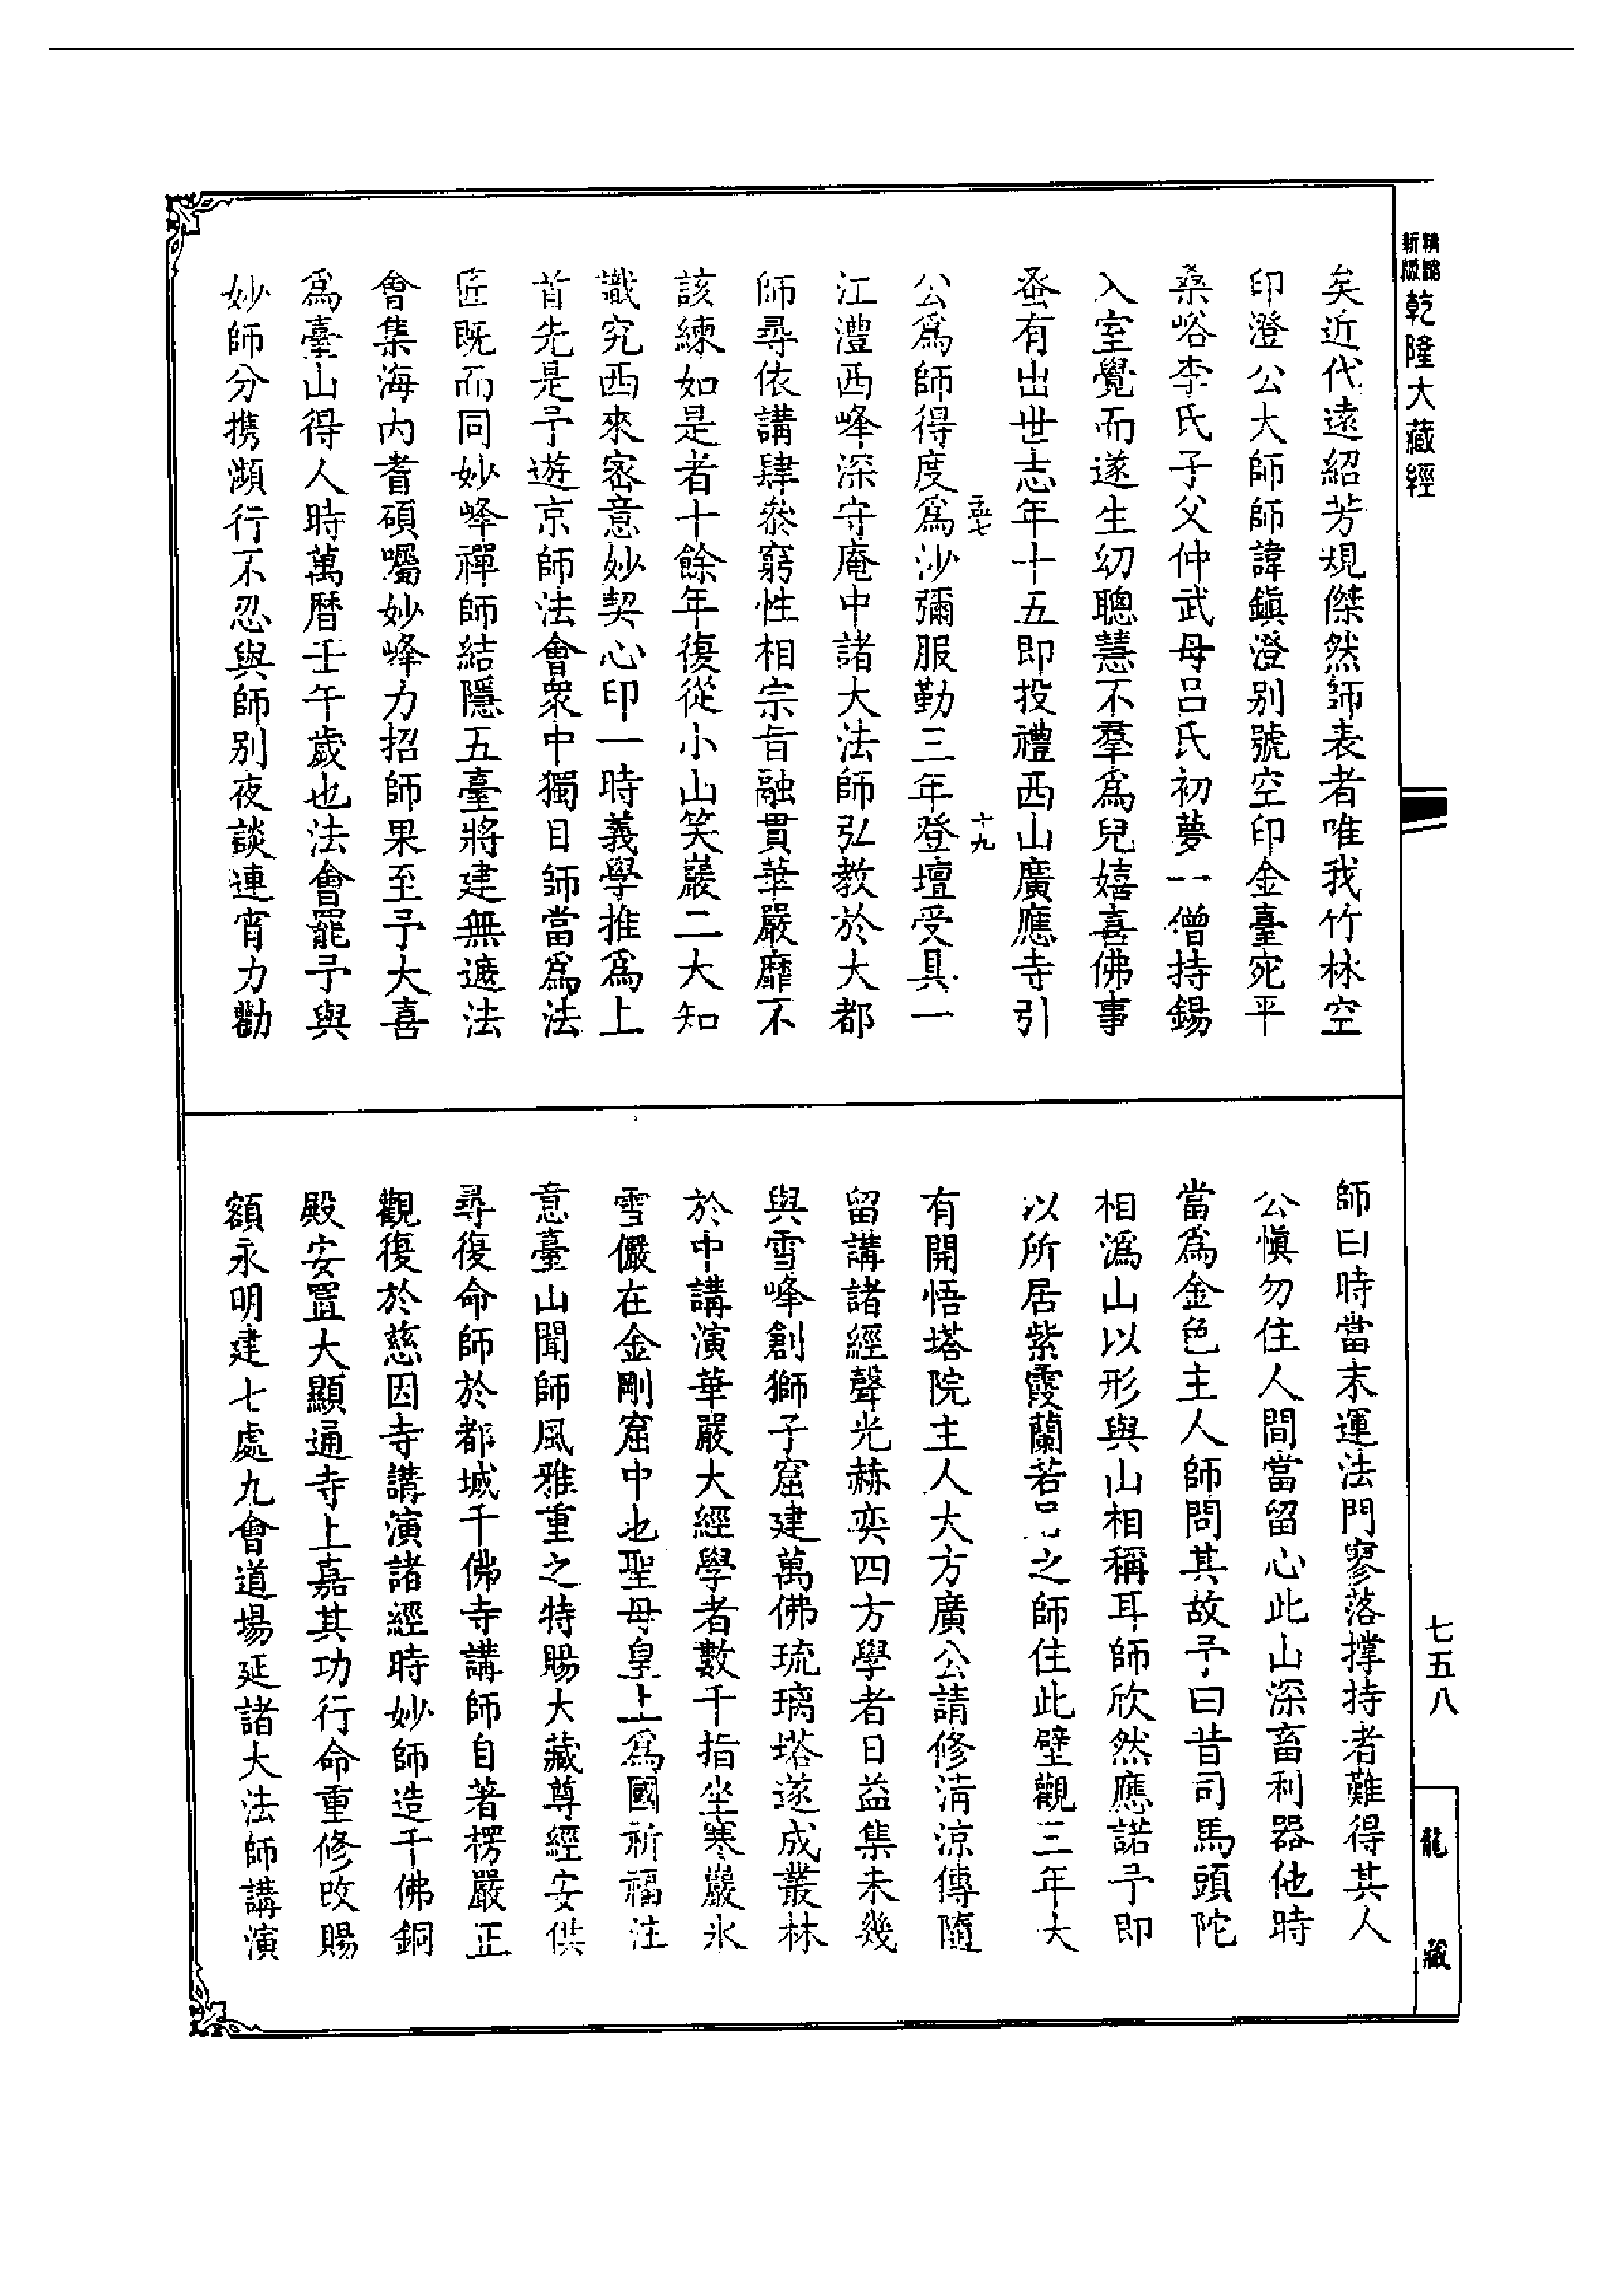 乾隆大藏經
矣近代遠紹芳規傑然師表者唯我竹林空
印澄公大師師諱鎮澄別號空印金臺宛平
桑峪李氏子父仲武母呂氏初夢一僧持錫
入室覺而遂生幼聰慧不羣為兒嬉喜佛事
蚤有出世志年十五即投禮西山廣應寺引
公為師得度為沙彌服勤三年登壇受具一
江澧西峰深守庵中諸大法師弘教於大都
師尋依講肆叅窮性相宗旨融貫華嚴靡不
該練如是者十餘年復從小山笑巖二大知
識究西來密意妙契心印一時義學推為上
首先是予遊京師法會衆中獨目師當為法
匠既而同妙峰禪師結隱五臺將建無遮法
會集海內耆碩囑妙峰力招師果至予大喜
為臺山得人時萬曆壬午歲也法會罷予與
妙師分携瀕行不忍與師別夜談連宵力勸
師曰時當末運法門寥落撐持者難得其人
公愼勿住人間當留心此山深畜利器他時
當為金色主人師問其故予曰昔司馬頭陀
相溈山以形與山相稱耳師欣然應諾予即
以所居紫霞蘭若之師住此壁觀三年大
有開悟塔院主人大方廣公請修清涼傳隨
留講諸經聲光赫奕四方學者日益集未幾
與雪峰創獅子窟建萬佛琉璃塔遂成叢林
於中講演華嚴大經學者數千指坐寒巖氷
雪儼在金剛窟中也聖母皇上為國祈福注
意臺山聞師風雅重之特賜大藏尊經安供
尋復命師於都城千佛寺講師自著楞嚴正
觀復於慈因寺講演諸經時妙師造千佛銅
殿安置大顯通寺上嘉其功行命重修改賜
額永明建七處九會道場延諸大法師講演
七五八
龍藏
十九